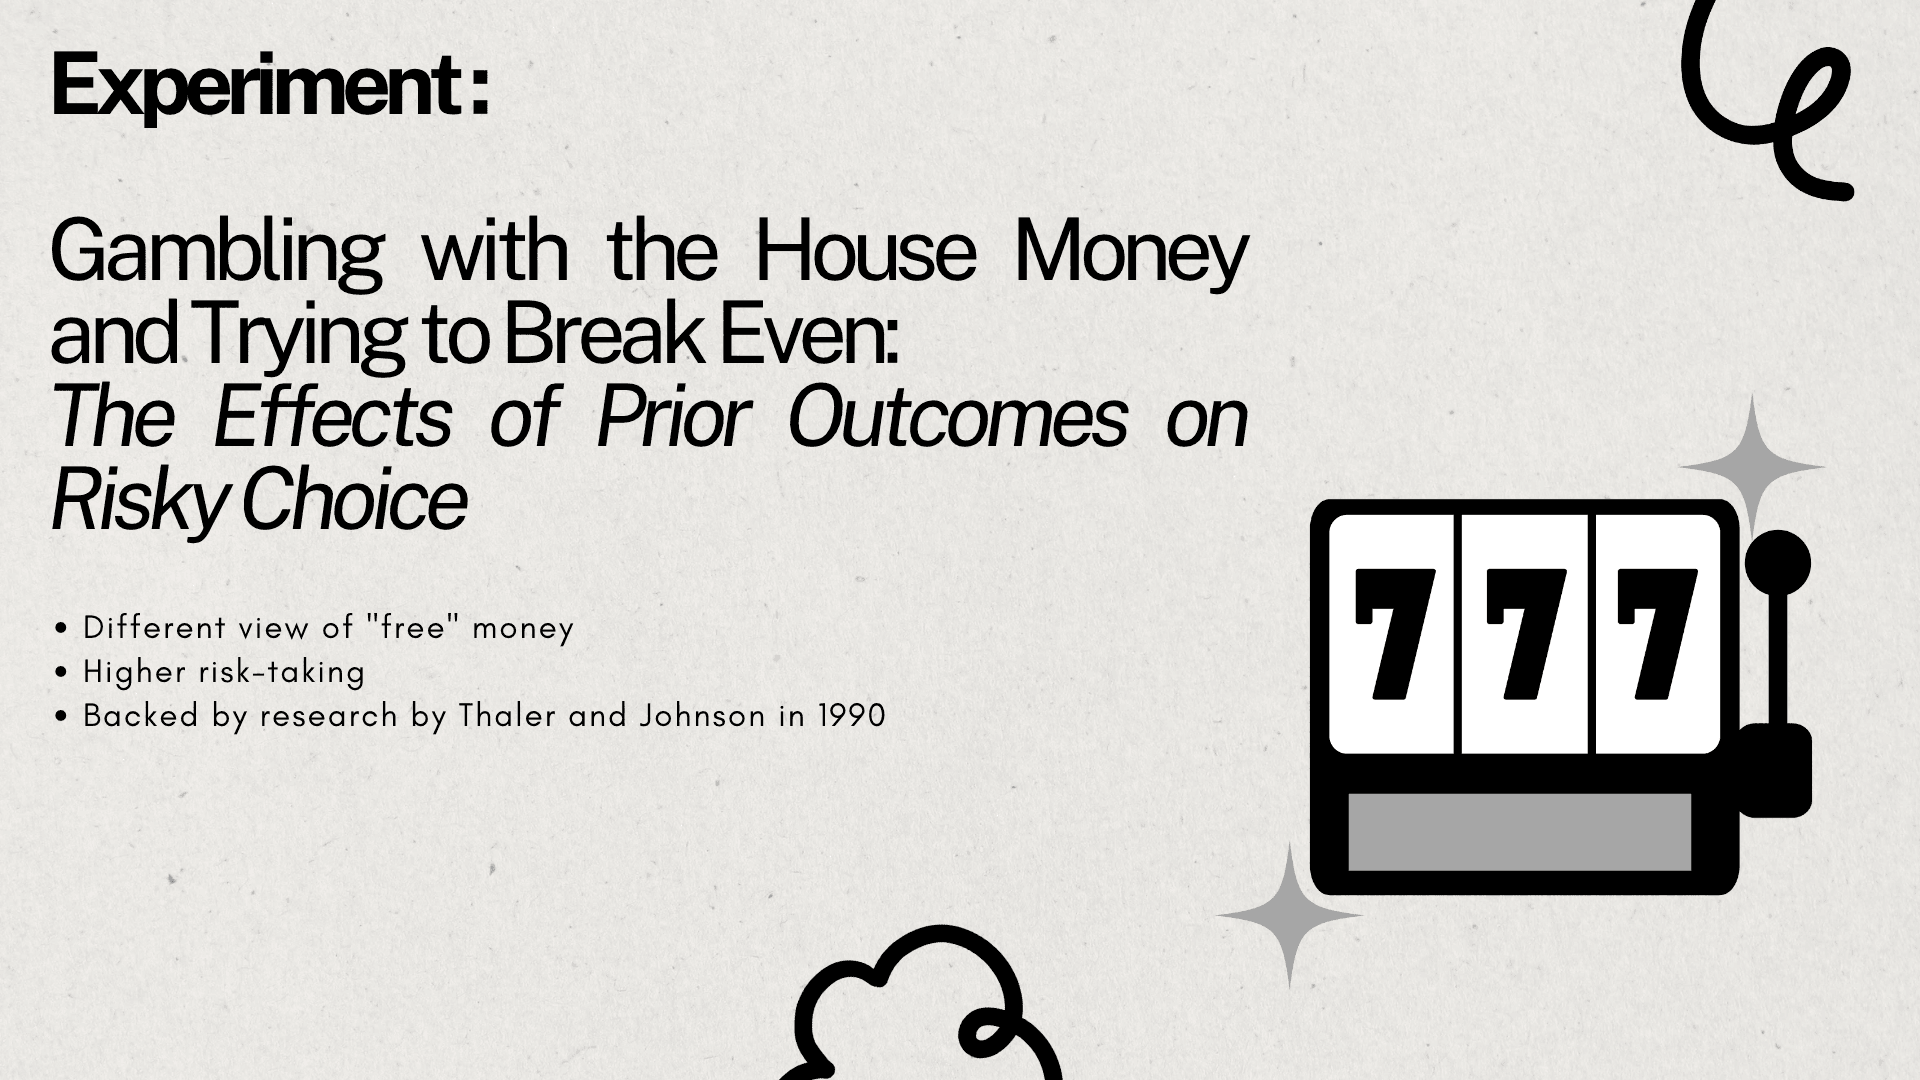 Experiment:
Gambling with the House Money
and Trying to Break Even:
The Effects of Prior Outcomes on
Risky Choice
• Different view of "free" money
• Higher risk-taking
• Backed by research by Thaler and Johnson in 1990
777